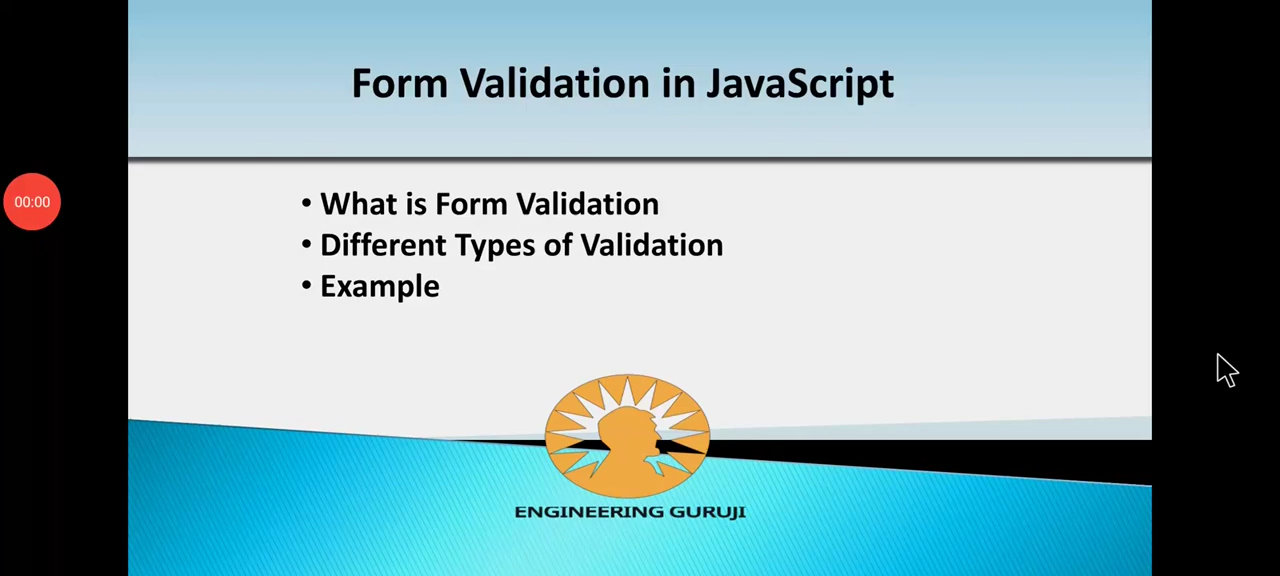 Form Validation in JavaScript
00:00
• What is Form Validation
• Different Types of Validation
• Example
ENGINEERING GURUJI